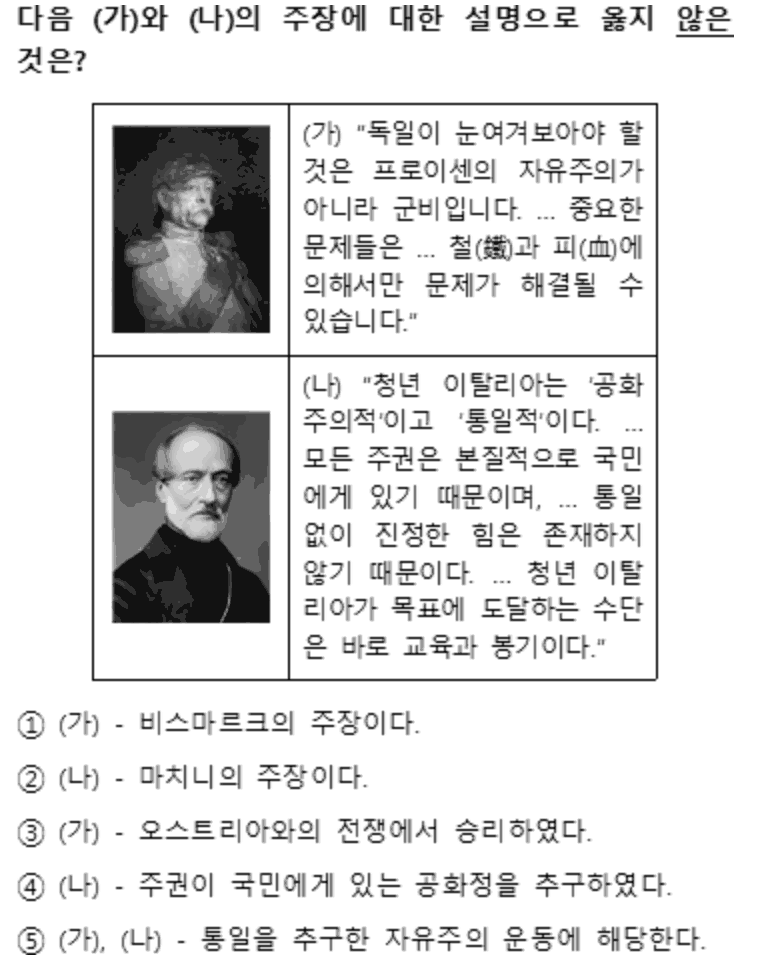 다음 (가)와 (나)의 주장에 대한 설명으로 옳지 않은
것은?
(가) "독일이 눈여겨보아야 할
것은 프로이센의 자유주의가
아니라 군비입니다. … 중요한
문제들은 … 철(鐵)과 피(血)에
의해서만 문제가 해결될 수
있습니다."
(나) "청년 이탈리아는 '공화
주의적'이고 '통일적'이다. …
모든 주권은 본질적으로 국민
에게 있기 때문이며, … 통일
없이 진정한 힘은 존재하지
않기 때문이다. … 청년 이탈
리아가 목표에 도달하는 수단
은 바로 교육과 봉기이다."
① (가) - 비스마르크의 주장이다.
② (나) - 마치니의 주장이다.
③ (가) - 오스트리아와의 전쟁에서 승리하였다.
④ (나) - 주권이 국민에게 있는 공화정을 추구하였다.
⑤ (가), (나) - 통일을 추구한 자유주의 운동에 해당한다.